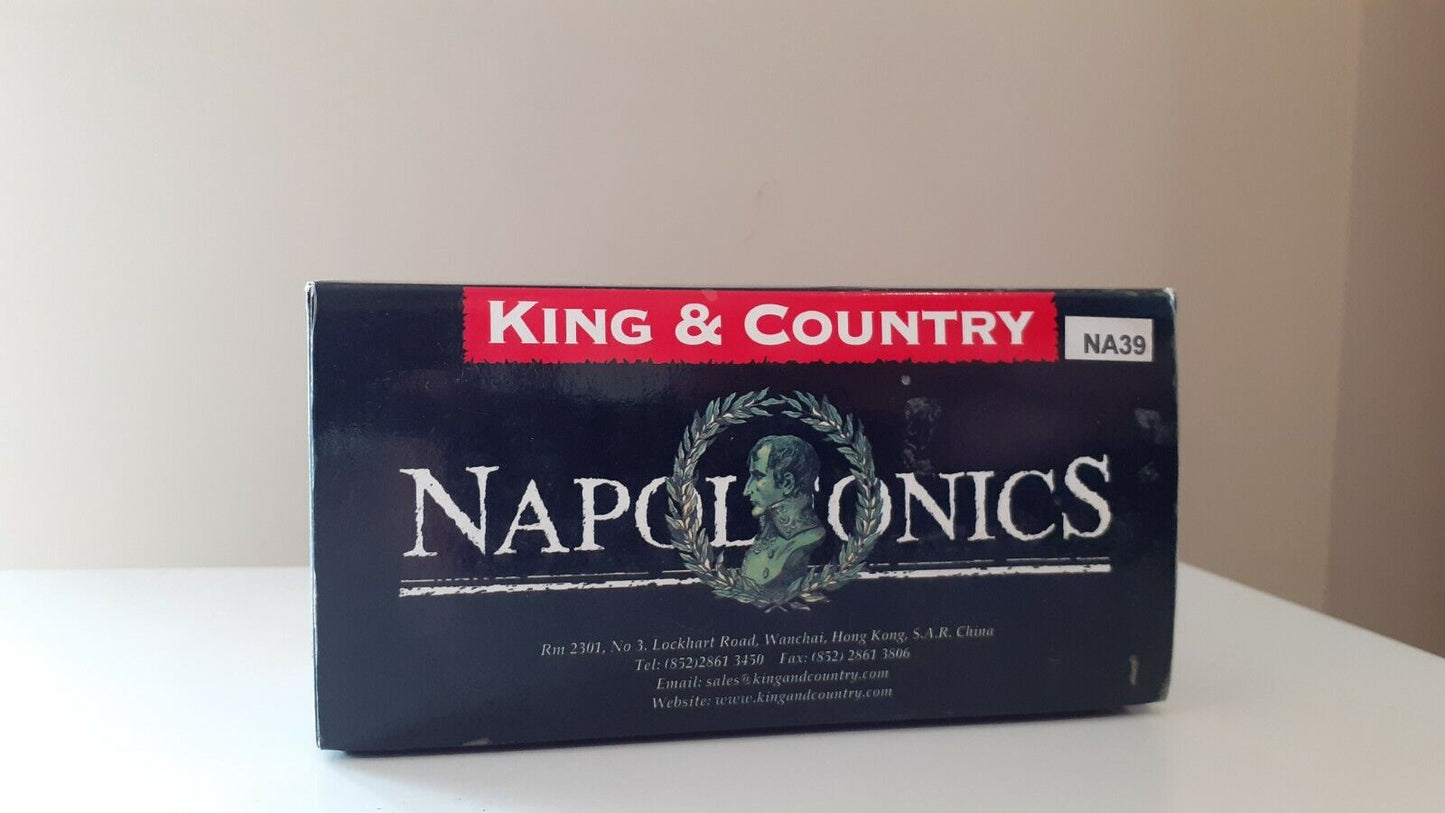 KING & COUNTRY
NA39
NAPOLEONICS
Rm 2301, No 3. Lockhart Road, Wanchai, Hong Kong, S.A.R. China
Tel: (852)2861 3450 Fax: (852) 2861 3806
Email: sales@kingandcountry.com
Website: www.kingandcountry.com